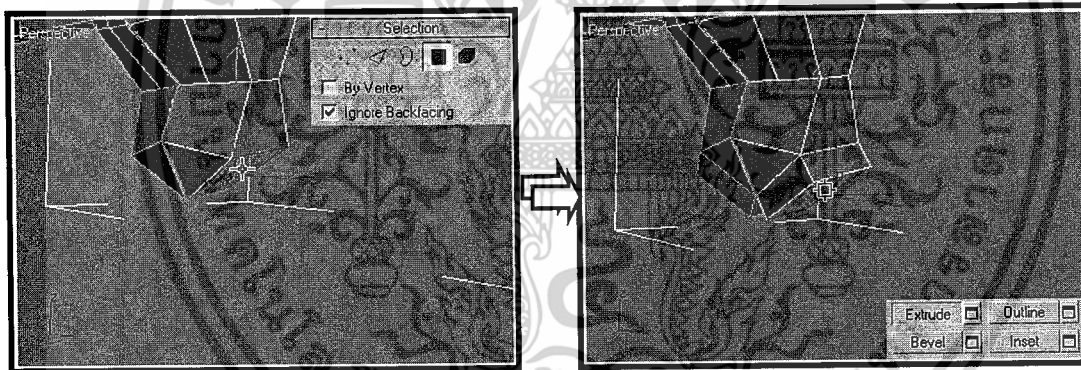 Perspective
Selection
By Vertex
Ignore Backfacing
Perspective
Extrude
Outline
Bevel
Inset